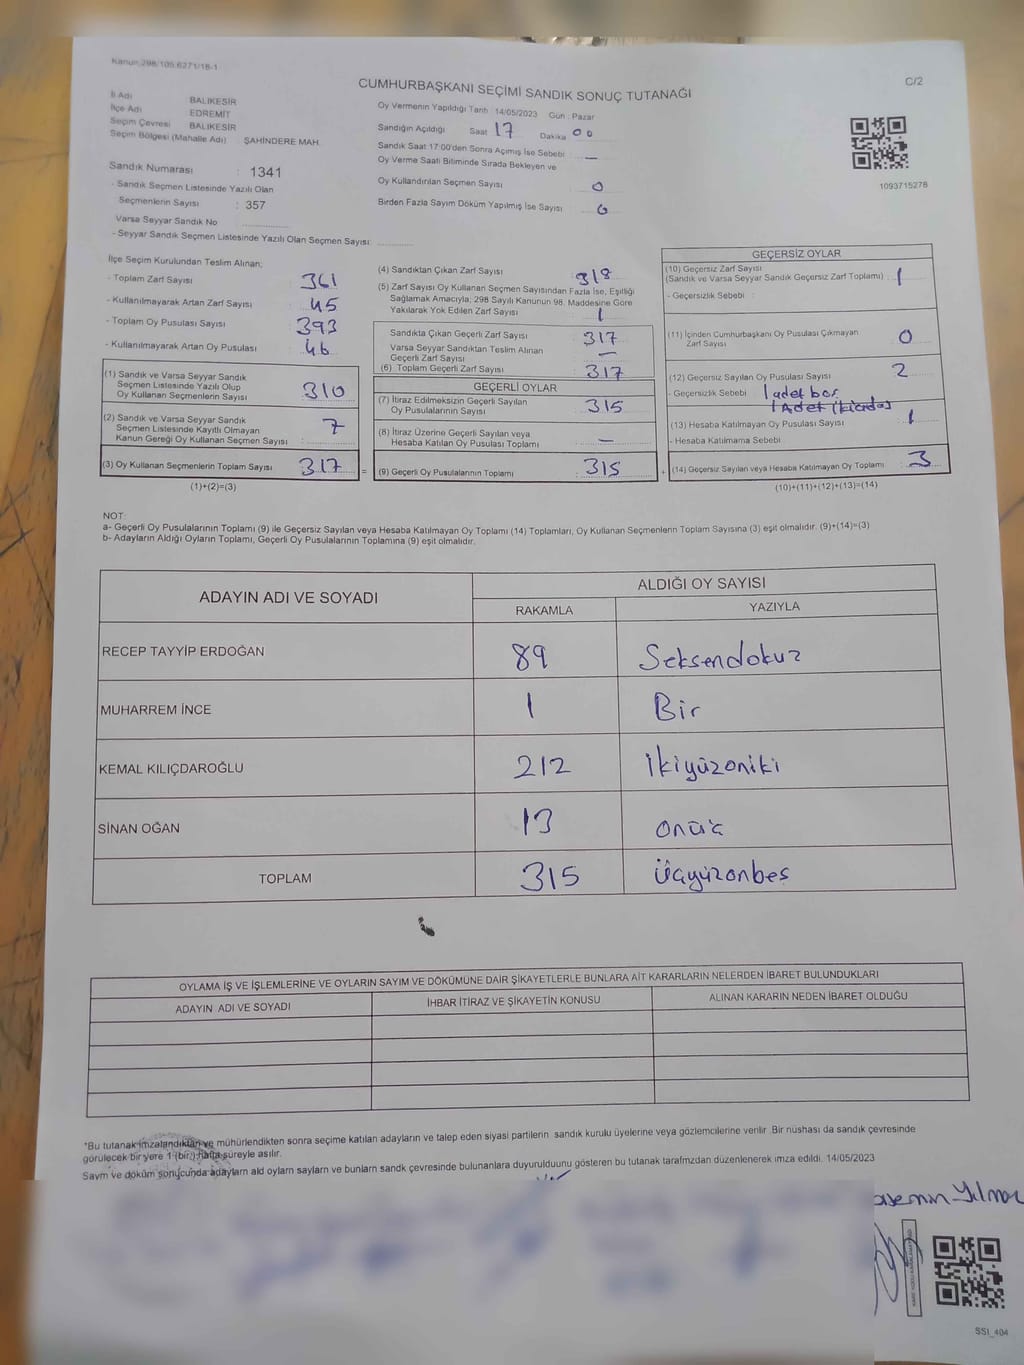 Kanun:298/105,6271/18-1
C/2
CUMHURBAŞKANI SEÇİMİ SANDIK SONUÇ TUTANAĞI
İl Adı BALIKESİR
İlçe Adı EDREMİT
Seçim Çevresi BALIKESİR
Seçim Bölgesi (Mahalle Adı) ŞAHİNDERE MAH.
Sandık Numarası : 1341
- Sandık Seçmen Listesinde Yazılı Olan
Seçmenlerin Sayısı : 357
Varsa Seyyar Sandık No
- Seyyar Sandık Seçmen Listesinde Yazılı Olan Seçmen Sayısı:
Oy Vermenin Yapıldığı Tarih : 14/05/2023 Gün : Pazar
Sandığın Açıldığı Saat 17 Dakika 00
Sandık Saat 17:00'den Sonra Açımış İse Sebebi : —
Oy Verme Saati Bitiminde Sırada Bekleyen ve
Oy Kullandırılan Seçmen Sayısı : 0
Birden Fazla Sayım Döküm Yapılmış İse Sayısı : 0
1093715278
İlçe Seçim Kurulundan Teslim Alınan;
- Toplam Zarf Sayısı : 361
- Kullanılmayarak Artan Zarf Sayısı : 45
- Toplam Oy Pusulası Sayısı : 393
- Kullanılmayarak Artan Oy Pusulası : 46
(1) Sandık ve Varsa Seyyar Sandık
Seçmen Listesinde Yazılı Olup
Oy Kullanan Seçmenlerin Sayısı : 310
(2) Sandık ve Varsa Seyyar Sandık
Seçmen Listesinde Kayıtlı Olmayan
Kanun Gereği Oy Kullanan Seçmen Sayısı : 7
(3) Oy Kullanan Seçmenlerin Toplam Sayısı : 317 =
(1)+(2)=(3)
(4) Sandıktan Çıkan Zarf Sayısı : 318
(5) Zarf Sayısı Oy Kullanan Seçmen Sayısından Fazla İse, Eşitliği
Sağlamak Amacıyla; 298 Sayılı Kanunun 98. Maddesine Göre
Yakılarak Yok Edilen Zarf Sayısı : 1
Sandıkta Çıkan Geçerli Zarf Sayısı : 317
Varsa Seyyar Sandıktan Teslim Alınan
Geçerli Zarf Sayısı : —
(6) Toplam Geçerli Zarf Sayısı : 317
GEÇERLİ OYLAR
(7) İtiraz Edilmeksizin Geçerli Sayılan
Oy Pusulalarının Sayısı : 315
(8) İtiraz Üzerine Geçerli Sayılan veya
Hesaba Katılan Oy Pusulası Toplamı : —
(9) Geçerli Oy Pusulalarının Toplamı : 315 +
GEÇERSİZ OYLAR
(10) Geçersiz Zarf Sayısı
(Sandık ve Varsa Seyyar Sandık Geçersiz Zarf Toplamı) : 1
- Geçersizlik Sebebi :
(11) İçinden Cumhurbaşkanı Oy Pusulası Çıkmayan
Zarf Sayısı : 0
(12) Geçersiz Sayılan Oy Pusulası Sayısı : 2
- Geçersizlik Sebebi : 1 adet boş
1 Adet
(13) Hesaba Katılmayan Oy Pusulası Sayısı : 1
- Hesaba Katılmama Sebebi :
(14) Geçersiz Sayılan veya Hesaba Katılmayan Oy Toplamı : 3
(10)+(11)+(12)+(13)=(14)
NOT:
a- Geçerli Oy Pusulalarının Toplamı (9) ile Geçersiz Sayılan veya Hesaba Katılmayan Oy Toplamı (14) Toplamları, Oy Kullanan Seçmenlerin Toplam Sayısına (3) eşit olmalıdır. (9)+(14)=(3)
b- Adayların Aldığı Oyların Toplamı, Geçerli Oy Pusulalarının Toplamına (9) eşit olmalıdır.
ADAYIN ADI VE SOYADI
ALDIĞI OY SAYISI
RAKAMLA YAZIYLA
RECEP TAYYİP ERDOĞAN 89 Seksendokuz
MUHARREM İNCE 1 Bir
KEMAL KILIÇDAROĞLU 212 İkiyüzoniki
SİNAN OĞAN 13 onüç
TOPLAM 315 üçyüzonbeş
OYLAMA İŞ VE İŞLEMLERİNE VE OYLARIN SAYIM VE DÖKÜMÜNE DAİR ŞİKAYETLERLE BUNLARA AİT KARARLARIN NELERDEN İBARET BULUNDUKLARI
ADAYIN ADI VE SOYADI İHBAR İTİRAZ VE ŞİKAYETİN KONUSU ALINAN KARARIN NEDEN İBARET OLDUĞU
*Bu tutanak imzalandıktan ve mühürlendikten sonra seçime katılan adayların ve talep eden siyasi partilerin sandık kurulu üyelerine veya gözlemcilerine verilir. Bir nüshası da sandık çevresinde
görülecek bir yere 1 (bir) hafta süreyle asılır.
Sayım ve döküm sonucunda adayların ald oyların sayların ve bunların sandk çevresinde bulunanlara duyurulduunu gösteren bu tutanak tarafmzdan düzenlenerek imza edildi. 14/05/2023
Yılmaz
SSI_404